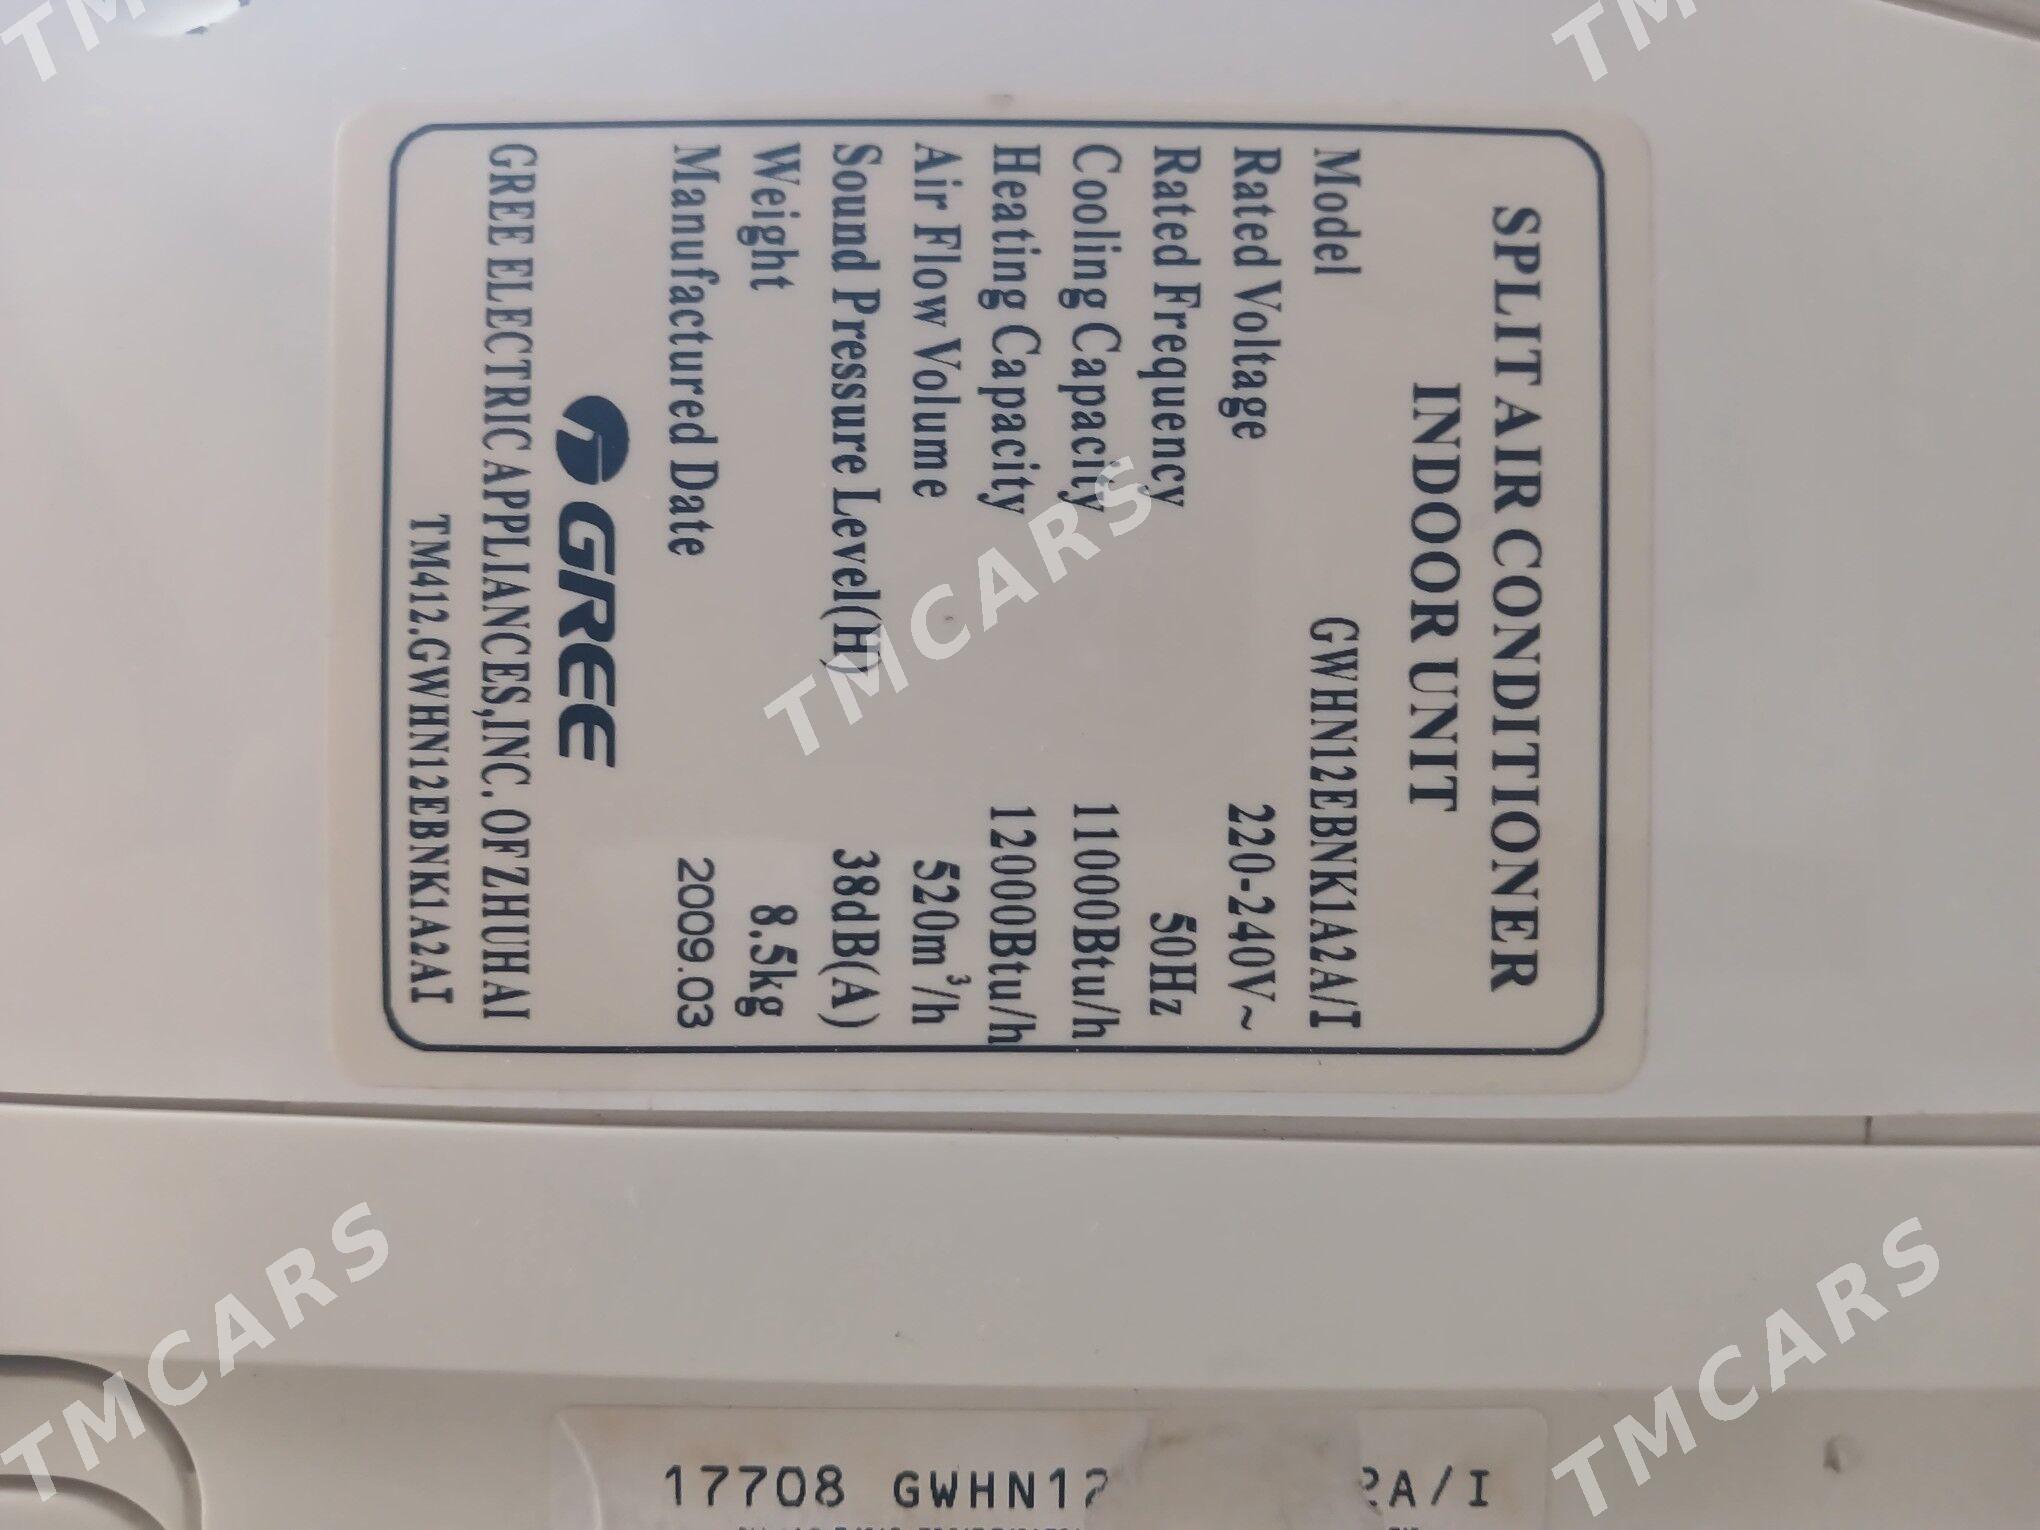 SPLIT AIR CONDITIONER
INDOOR UNIT
Model GWHN12EBNK1A2A/I
Rated Voltage 220-240V~
Rated Frequency 50Hz
Cooling Capacity 11000Btu/h
Heating Capacity 12000Btu/h
Air Flow Volume 520m³/h
Sound Pressure Level(H) 38dB(A)
Weight 8.5kg
Manufactured Date 2009.03
GREE
GREE ELECTRIC APPLIANCES,INC. OF ZHUHAI
TM412.GWHN12EBNK1A2AI
17708 GWHN12 2A/I
TMCARS
TMCARS
TMCARS